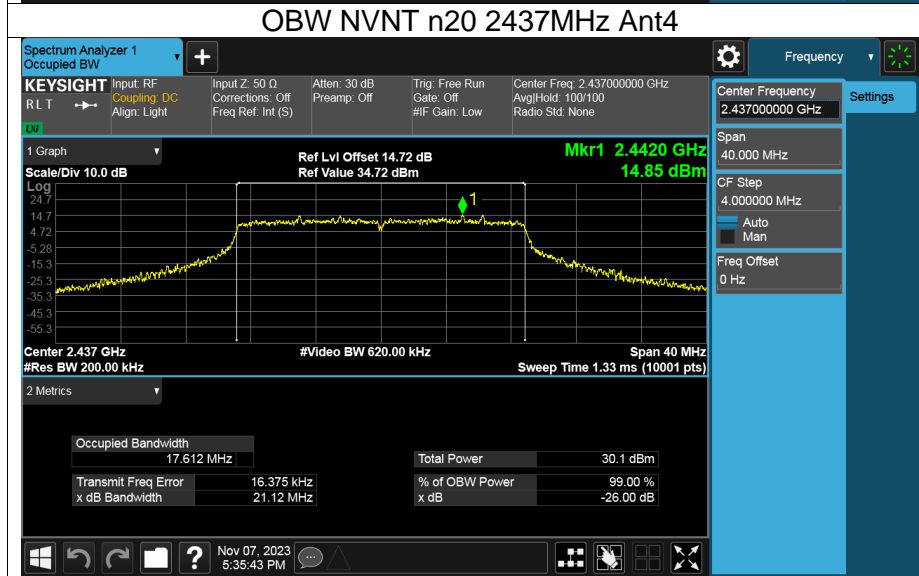 OBW NVNT n20 2437MHz Ant4
Spectrum Analyzer 1
Occupied BW
Frequency
KEYSIGHT
R L T
LXI
Input: RF
Coupling: DC
Align: Light
Input Z: 50 Ω
Corrections: Off
Freq Ref: Int (S)
Atten: 30 dB
Preamp: Off
Trig: Free Run
Gate: Off
#IF Gain: Low
Center Freq: 2.437000000 GHz
Avg|Hold: 100/100
Radio Std: None
Center Frequency
2.437000000 GHz
Settings
Span
40.000 MHz
CF Step
4.000000 MHz
Auto
Man
Freq Offset
0 Hz
1 Graph
Scale/Div 10.0 dB
Ref Lvl Offset 14.72 dB
Ref Value 34.72 dBm
Mkr1 2.4420 GHz
14.85 dBm
Log
24.7
14.7
4.72
-5.28
-15.3
-25.3
-35.3
-45.3
-55.3
1
Center 2.437 GHz
#Video BW 620.00 kHz
Span 40 MHz
#Res BW 200.00 kHz
Sweep Time 1.33 ms (10001 pts)
2 Metrics
Occupied Bandwidth
17.612 MHz
Total Power 30.1 dBm
Transmit Freq Error 16.375 kHz
% of OBW Power 99.00 %
x dB Bandwidth 21.12 MHz
x dB -26.00 dB
Nov 07, 2023
5:35:43 PM